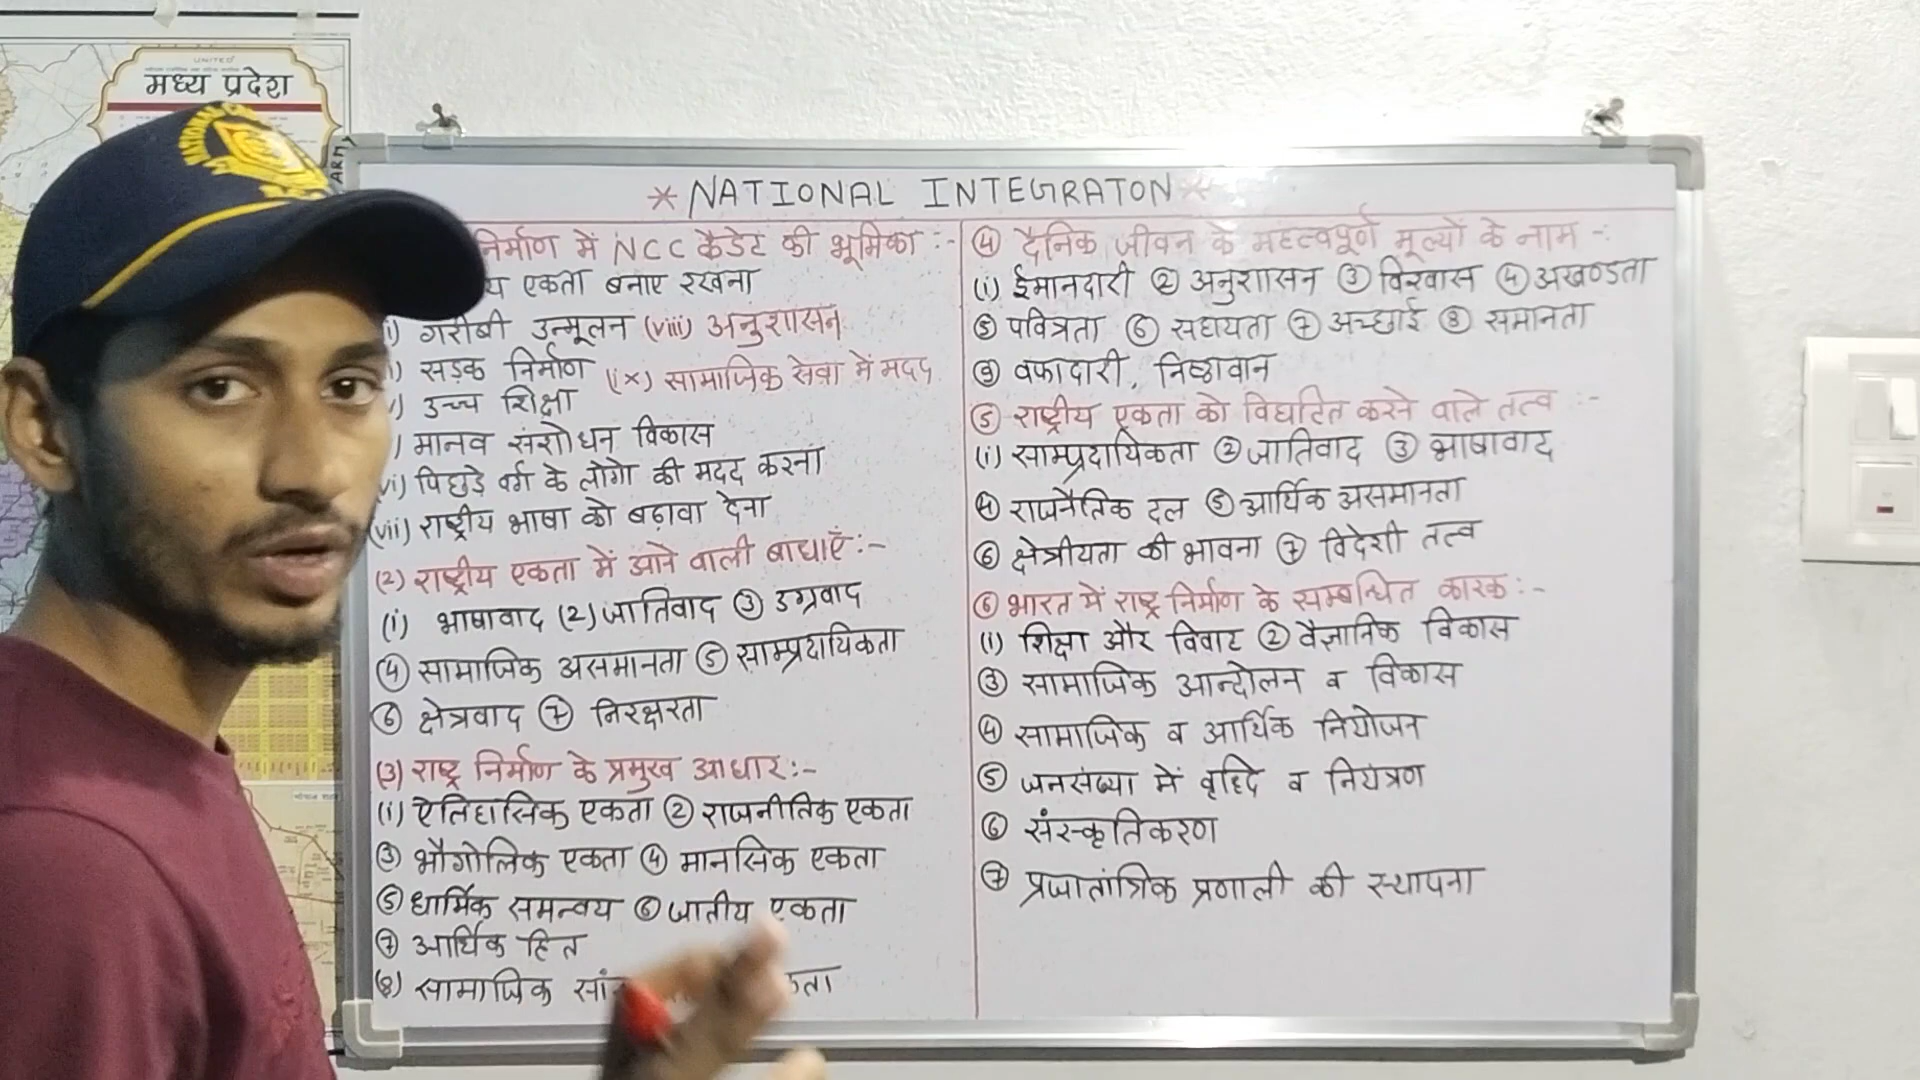 UNITED
मध्य प्रदेश
ARMY
* NATIONAL INTEGRATON *
निर्माण में NCC कैडेट की भूमिका :-
य एकता बनाए रखना
i) गरीबी उन्मूलन (viii) अनुशासन
i) सड़क निर्माण (ix) सामाजिक सेवा में मदद
) उच्च शिक्षा
) मानव संशोधन विकास
vi) पिछड़े वर्ग के लोगो की मदद करना
(vii) राष्ट्रीय भाषा को बढ़ावा देना
(2) राष्ट्रीय एकता में आने वाली बाधाएँ :-
(i) भाषावाद (2) जातिवाद ③ उग्रवाद
④ सामाजिक असमानता ⑤ साम्प्रदायिकता
⑥ क्षेत्रवाद ⑦ निरक्षरता
(3) राष्ट्र निर्माण के प्रमुख आधार :-
(i) ऐतिहासिक एकता ② राजनीतिक एकता
③ भौगोलिक एकता ④ मानसिक एकता
⑤ धार्मिक समन्वय ⑥ जातीय एकता
⑦ आर्थिक हित
(8) सामाजिक सां कता
④ दैनिक जीवन के महत्वपूर्ण मूल्यों के नाम -:
(i) ईमानदारी ② अनुशासन ③ विश्वास ④ अखण्डता
⑤ पवित्रता ⑥ सहायता ⑦ अच्छाई ⑧ समानता
⑨ वफादारी, निष्ठावान
⑤ राष्ट्रीय एकता को विघटित करने वाले तत्व :-
(i) साम्प्रदायिकता ② जातिवाद ③ भाषावाद
④ राजनैतिक दल ⑤ आर्थिक असमानता
⑥ क्षेत्रीयता की भावना ⑦ विदेशी तत्व
⑥ भारत में राष्ट्र निर्माण के सम्बन्धित कारक :-
(i) शिक्षा और विवाट ② वैज्ञानिक विकास
③ सामाजिक आन्दोलन व विकास
④ सामाजिक व आर्थिक नियोजन
⑤ जनसंख्या में वृध्दि व नियंत्रण
⑥ संस्कृतिकरण
⑦ प्रजातांत्रिक प्रणाली की स्थापना